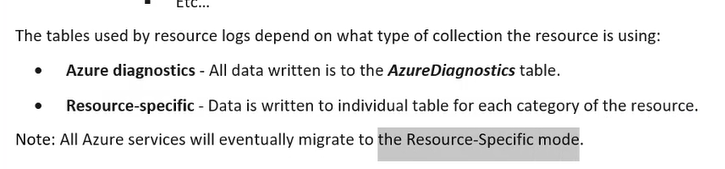 Etc...
The tables used by resource logs depend on what type of collection the resource is using:
• Azure diagnostics - All data written is to the AzureDiagnostics table.
• Resource-specific - Data is written to individual table for each category of the resource.
Note: All Azure services will eventually migrate to the Resource-Specific mode.